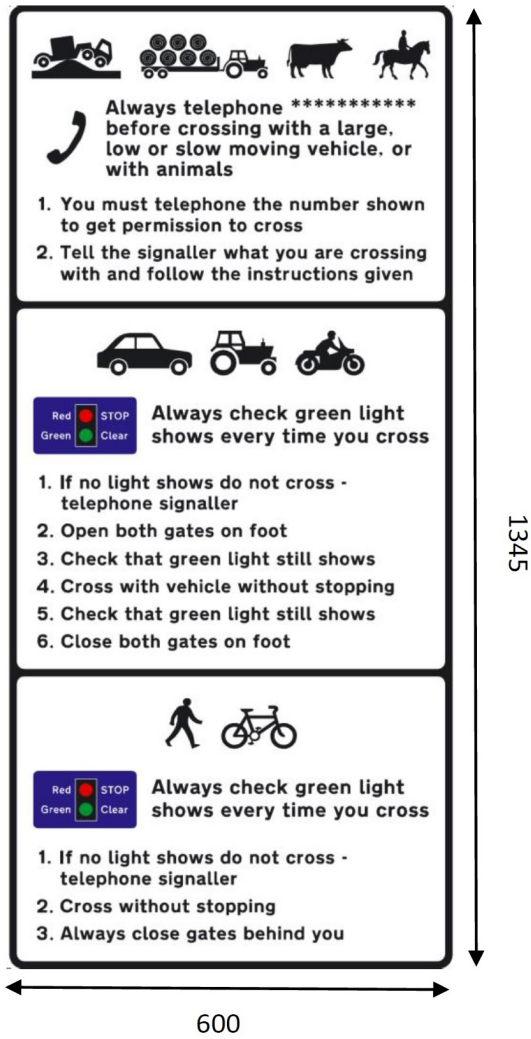 Always telephone ***********
before crossing with a large,
low or slow moving vehicle, or
with animals
1. You must telephone the number shown
to get permission to cross
2. Tell the signaller what you are crossing
with and follow the instructions given
Red STOP
Green Clear
Always check green light
shows every time you cross
1. If no light shows do not cross -
telephone signaller
2. Open both gates on foot
3. Check that green light still shows
4. Cross with vehicle without stopping
5. Check that green light still shows
6. Close both gates on foot
Red STOP
Green Clear
Always check green light
shows every time you cross
1. If no light shows do not cross -
telephone signaller
2. Cross without stopping
3. Always close gates behind you
1345
600